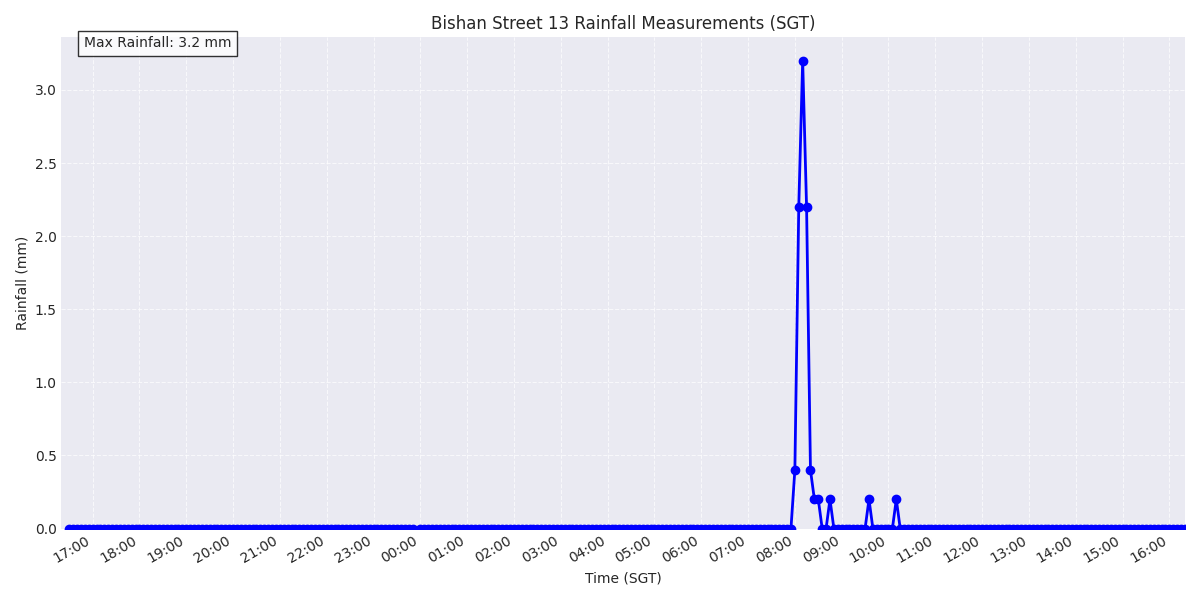 Bishan Street 13 Rainfall Measurements (SGT)
Max Rainfall: 3.2 mm
3.0
2.5
2.0
1.5
1.0
0.5
0.0
Rainfall (mm)
17:00 18:00 19:00 20:00 21:00 22:00 23:00 00:00 01:00 02:00 03:00 04:00 05:00 06:00 07:00 08:00 09:00 10:00 11:00 12:00 13:00 14:00 15:00 16:00
Time (SGT)